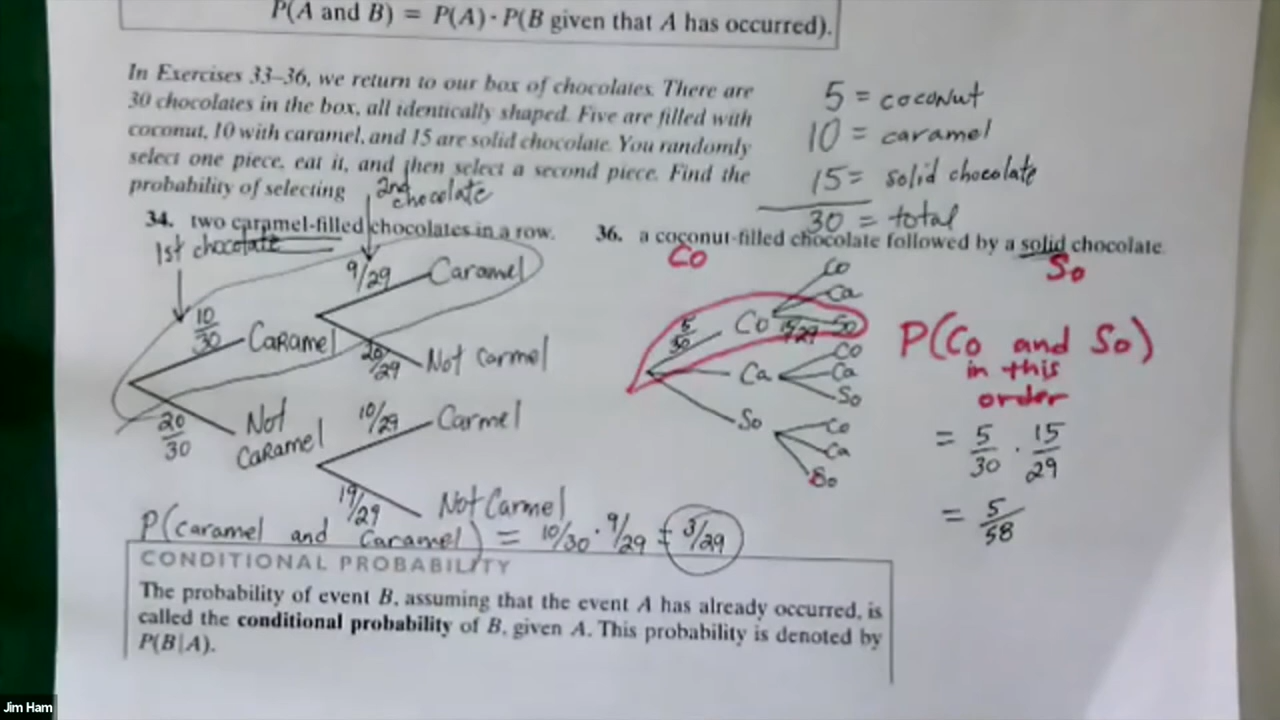 P(A and B) = P(A) · P(B given that A has occurred).
In Exercises 33–36, we return to our box of chocolates. There are
30 chocolates in the box, all identically shaped. Five are filled with
coconut, 10 with caramel, and 15 are solid chocolate. You randomly
select one piece, eat it, and then select a second piece. Find the
probability of selecting
5 = coconut
10 = caramel
15 = solid chocolate
30 = total
2nd chocolate
34. two caramel-filled chocolates in a row.
1st chocolate
10/30
Caramel
20/30
Not Caramel
9/29
Caramel
20/29
Not carmel
10/29
Carmel
19/29
Not Carmel
P(caramel and Caramel) = 10/30 · 9/29 = 3/29
36. a coconut-filled chocolate followed by a solid chocolate.
Co
So
5/30
Co
15/29
Co
Ca
So
Ca
Co
Ca
So
So
Co
Ca
So
P(Co and So)
in this
order
= 5/30 · 15/29
= 5/58
CONDITIONAL PROBABILITY
The probability of event B, assuming that the event A has already occurred, is
called the conditional probability of B, given A. This probability is denoted by
P(B|A).
Jim Ham